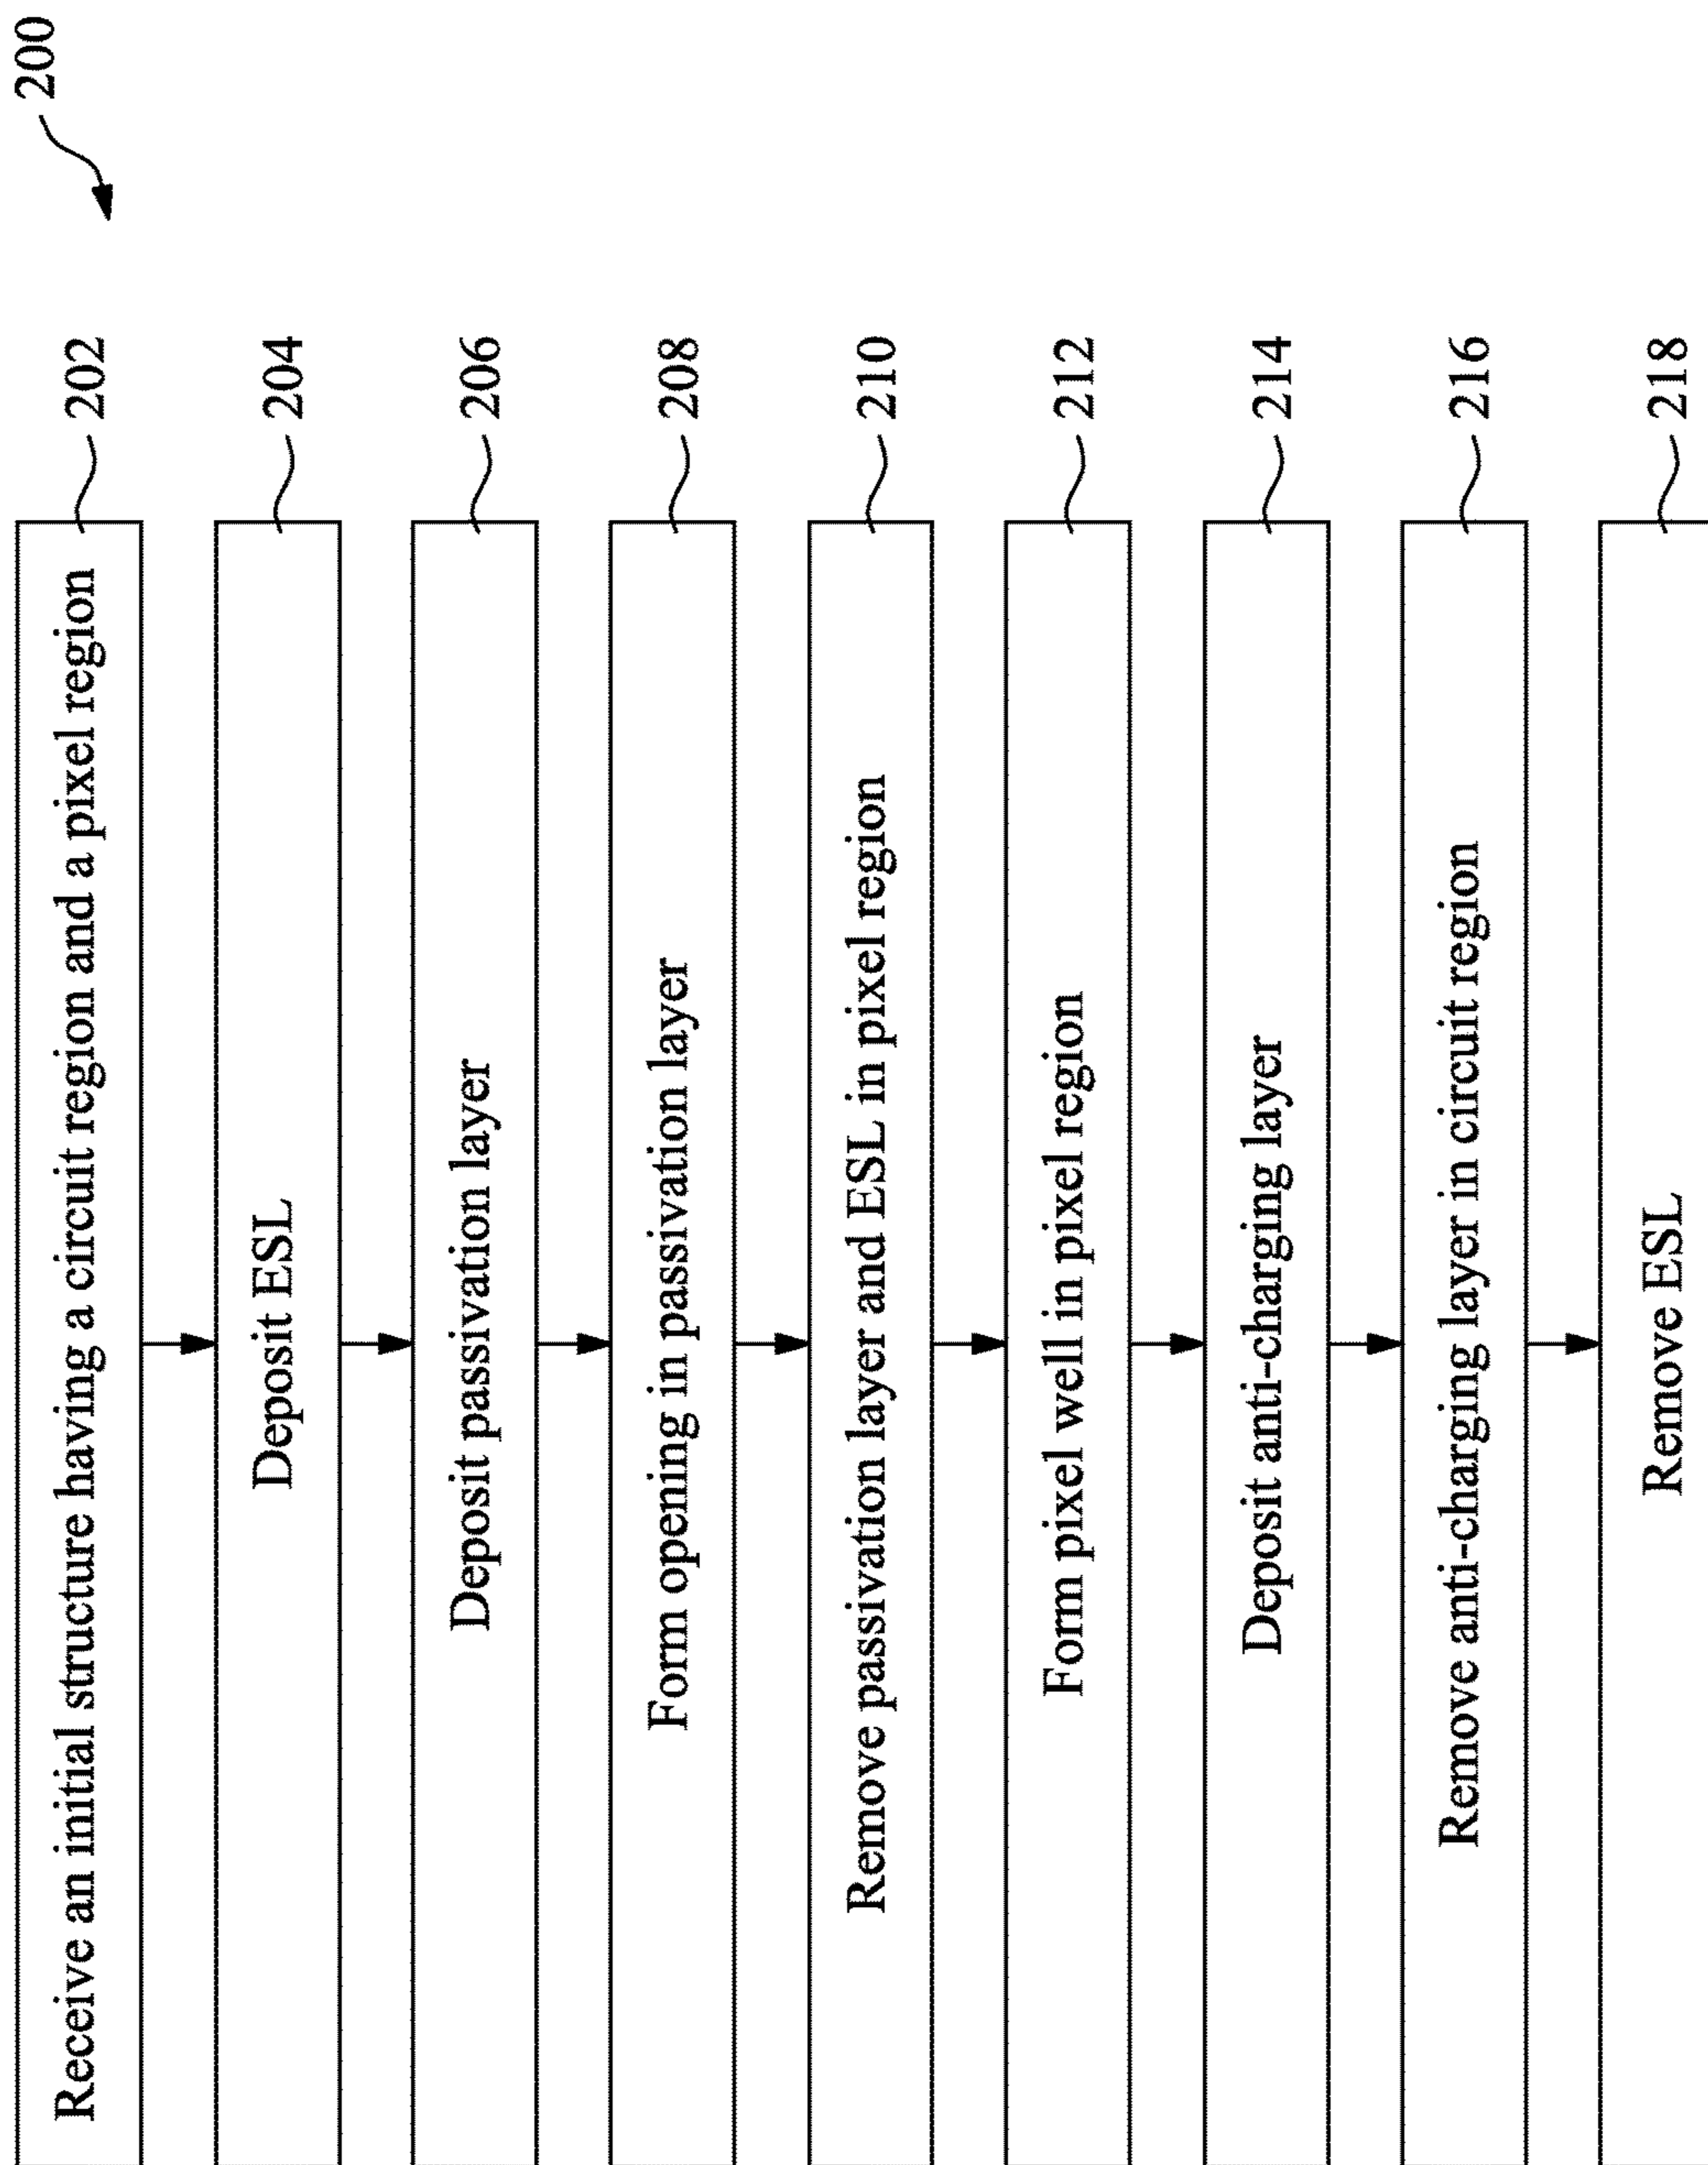 200
Receive an initial structure having a circuit region and a pixel region
202
Deposit ESL
204
Deposit passivation layer
206
Form opening in passivation layer
208
Remove passivation layer and ESL in pixel region
210
Form pixel well in pixel region
212
Deposit anti-charging layer
214
Remove anti-charging layer in circuit region
216
Remove ESL
218